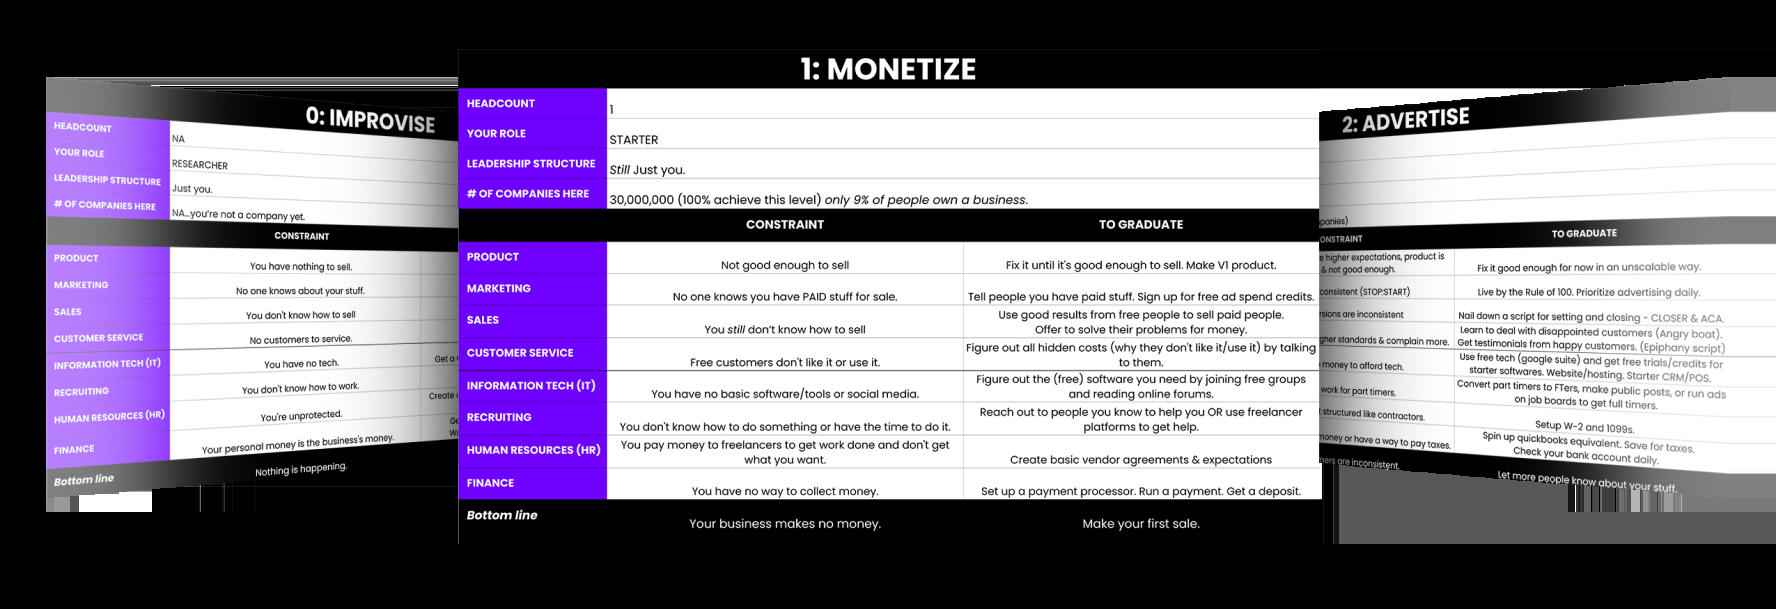 0: IMPROVISE
HEADCOUNT
NA
YOUR ROLE
RESEARCHER
LEADERSHIP STRUCTURE
Just you.
# OF COMPANIES HERE
NA...you're not a company yet.
CONSTRAINT
PRODUCT
You have nothing to sell.
MARKETING
No one knows about your stuff.
SALES
You don't know how to sell
CUSTOMER SERVICE
No customers to service.
INFORMATION TECH (IT)
You have no tech.
Get a
RECRUITING
You don't know how to work.
Create
HUMAN RESOURCES (HR)
You're unprotected.
FINANCE
Your personal money is the business's money.
Bottom line
Nothing is happening.
1: MONETIZE
HEADCOUNT
1
YOUR ROLE
STARTER
LEADERSHIP STRUCTURE
Still Just you.
# OF COMPANIES HERE
30,000,000 (100% achieve this level) only 9% of people own a business.
CONSTRAINT
TO GRADUATE
PRODUCT
Not good enough to sell
Fix it until it's good enough to sell. Make V1 product.
MARKETING
No one knows you have PAID stuff for sale.
Tell people you have paid stuff. Sign up for free ad spend credits.
SALES
You still don't know how to sell
Use good results from free people to sell paid people.
Offer to solve their problems for money.
CUSTOMER SERVICE
Free customers don't like it or use it.
Figure out all hidden costs (why they don't like it/use it) by talking
to them.
INFORMATION TECH (IT)
You have no basic software/tools or social media.
Figure out the (free) software you need by joining free groups
and reading online forums.
RECRUITING
You don't know how to do something or have the time to do it.
Reach out to people you know to help you OR use freelancer
platforms to get help.
HUMAN RESOURCES (HR)
You pay money to freelancers to get work done and don't get
what you want.
Create basic vendor agreements & expectations
FINANCE
You have no way to collect money.
Set up a payment processor. Run a payment. Get a deposit.
Bottom line
Your business makes no money.
Make your first sale.
2: ADVERTISE
panies)
ONSTRAINT
TO GRADUATE
e higher expectations, product is
& not good enough.
Fix it good enough for now in an unscalable way.
consistent (STOP:START)
Live by the Rule of 100. Prioritize advertising daily.
rsions are inconsistent
Nail down a script for setting and closing - CLOSER & ACA.
gher standards & complain more.
Learn to deal with disappointed customers (Angry boat).
Get testimonials from happy customers. (Epiphany script)
money to afford tech.
Use free tech (google suite) and get free trials/credits for
starter softwares. Website/hosting. Starter CRM/POS.
work for part timers.
Convert part timers to FTers, make public posts, or run ads
on job boards to get full timers.
structured like contractors.
Setup W-2 and 1099s.
money or have a way to pay taxes.
Spin up quickbooks equivalent. Save for taxes.
Check your bank account daily.
mers are inconsistent.
Let more people know about your stuff.